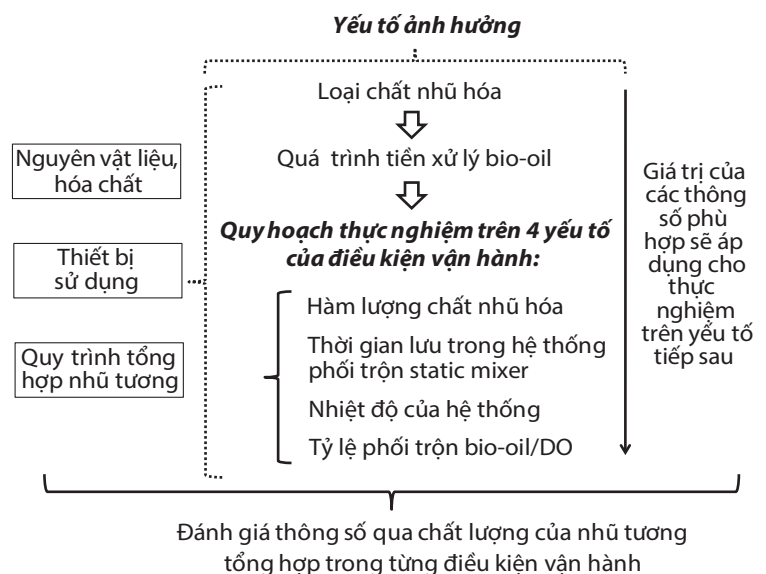 Yếu tố ảnh hưởng
Loại chất nhũ hóa
Quá trình tiền xử lý bio-oil
Quy hoạch thực nghiệm trên 4 yếu tố
của điều kiện vận hành:
Hàm lượng chất nhũ hóa
Thời gian lưu trong hệ thống
phối trộn static mixer
Nhiệt độ của hệ thống
Tỷ lệ phối trộn bio-oil/DO
Nguyên vật liệu,
hóa chất
Thiết bị
sử dụng
Quy trình tổng
hợp nhũ tương
Giá trị của
các thông
số phù
hợp sẽ áp
dụng cho
thực
nghiệm
trên yếu tố
tiếp sau
Đánh giá thông số qua chất lượng của nhũ tương
tổng hợp trong từng điều kiện vận hành